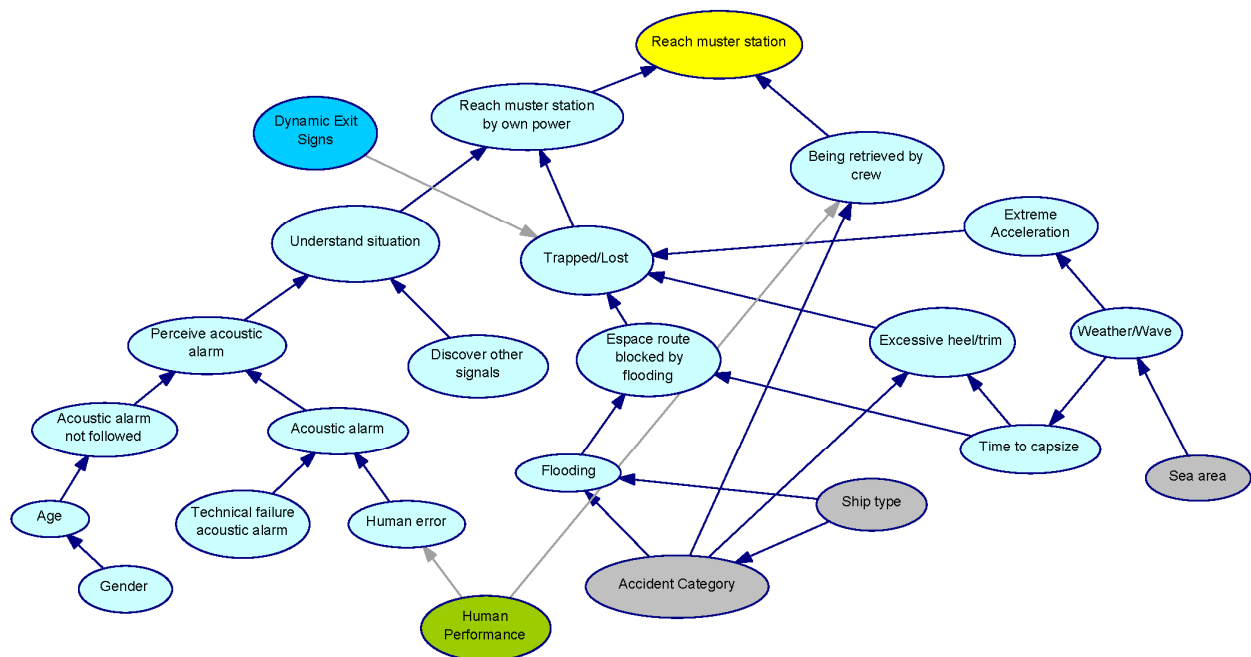 Reach muster station
Reach muster station
by own power
Dynamic Exit
Signs
Being retrieved by
crew
Extreme
Acceleration
Understand situation
Trapped/Lost
Perceive acoustic
alarm
Discover other
signals
Espace route
blocked by
flooding
Excessive heel/trim
Weather/Wave
Acoustic alarm
not followed
Acoustic alarm
Time to capsize
Flooding
Sea area
Ship type
Age
Technical failure
acoustic alarm
Human error
Gender
Accident Category
Human
Performance